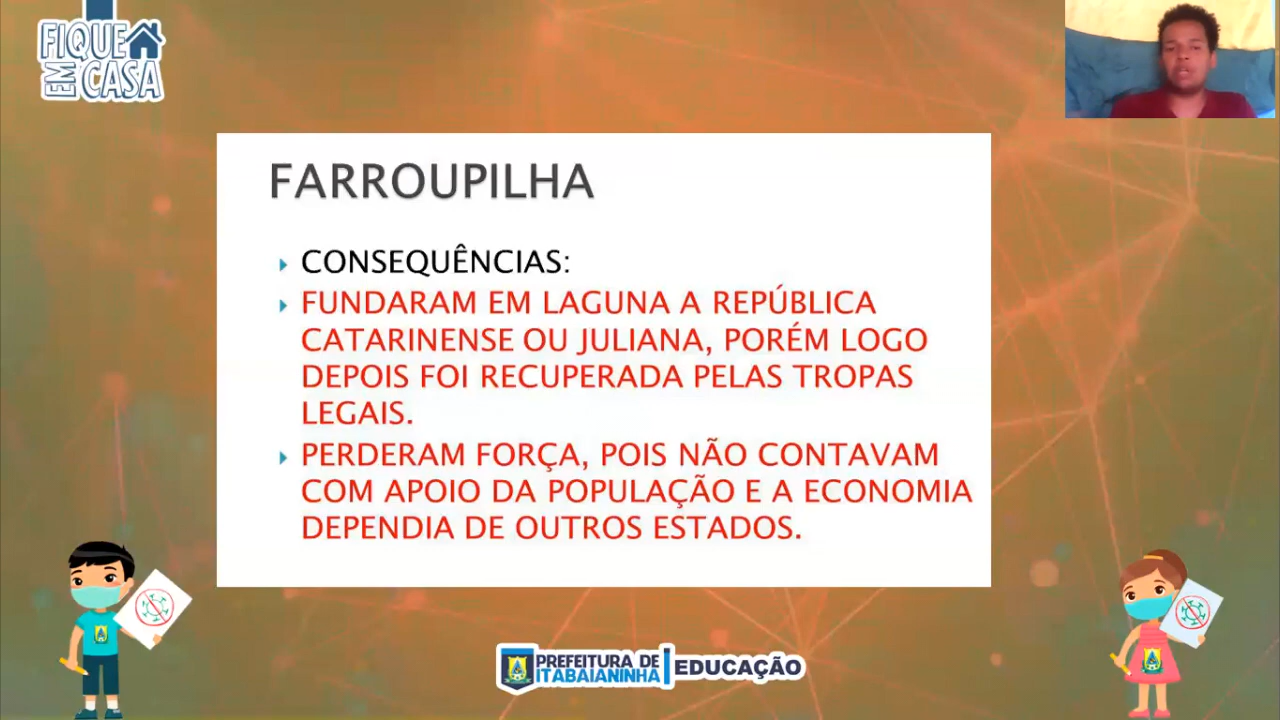 FIQUE
EM CASA
FARROUPILHA
CONSEQUÊNCIAS:
FUNDARAM EM LAGUNA A REPÚBLICA
CATARINENSE OU JULIANA, PORÉM LOGO
DEPOIS FOI RECUPERADA PELAS TROPAS
LEGAIS.
PERDERAM FORÇA, POIS NÃO CONTAVAM
COM APOIO DA POPULAÇÃO E A ECONOMIA
DEPENDIA DE OUTROS ESTADOS.
PREFEITURA DE
ITABAIANINHA
EDUCAÇÃO